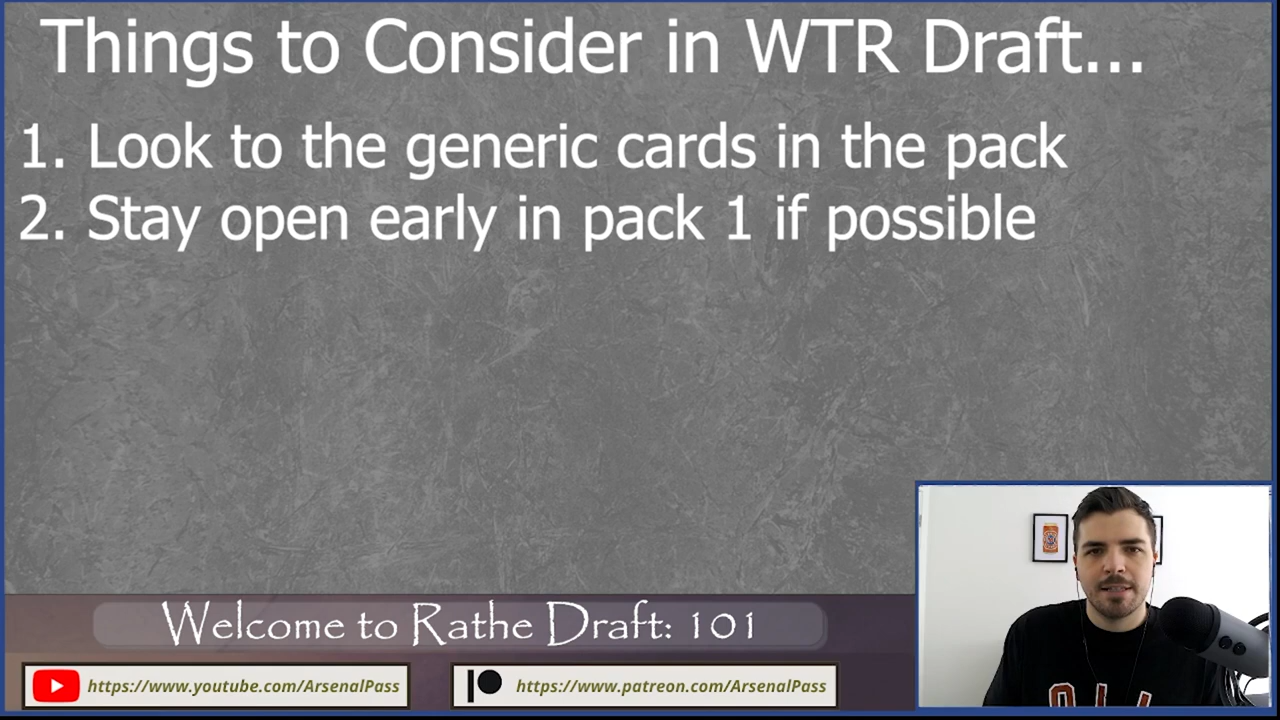 Things to Consider in WTR Draft...
1. Look to the generic cards in the pack
2. Stay open early in pack 1 if possible
Welcome to Rathe Draft: 101
https://www.youtube.com/ArsenalPass
https://www.patreon.com/ArsenalPass